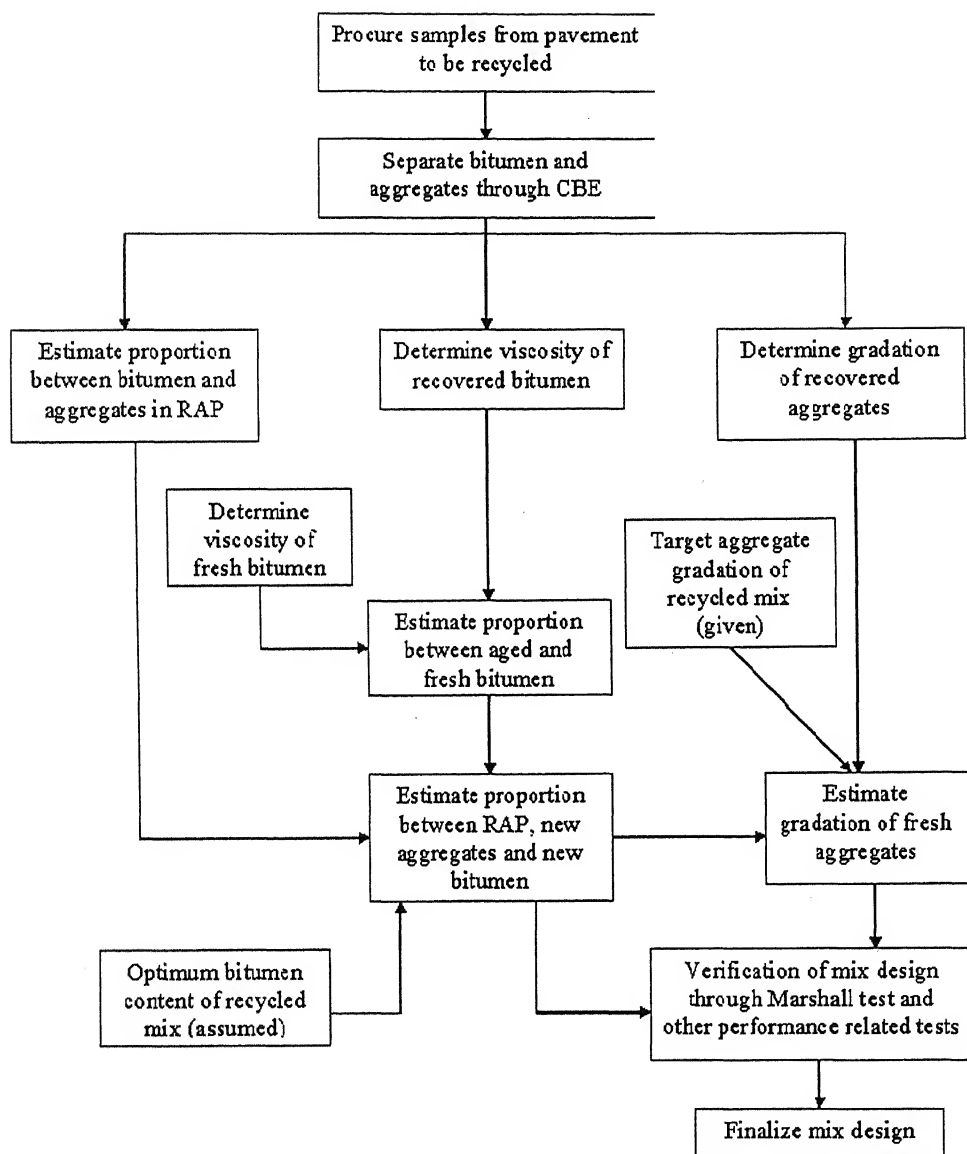 Procure samples from pavement
to be recycled
Separate bitumen and
aggregates through CBE
Estimate proportion
between bitumen and
aggregates in RAP
Determine viscosity of
recovered bitumen
Determine gradation
of recovered
aggregates
Determine
viscosity of
fresh bitumen
Target aggregate
gradation of
recycled mix
(given)
Estimate proportion
between aged and
fresh bitumen
Estimate proportion
between RAP, new
aggregates and new
bitumen
Estimate
gradation of fresh
aggregates
Optimum bitumen
content of recycled
mix (assumed)
Verification of mix design
through Marshall test and
other performance related tests
Finalize mix design